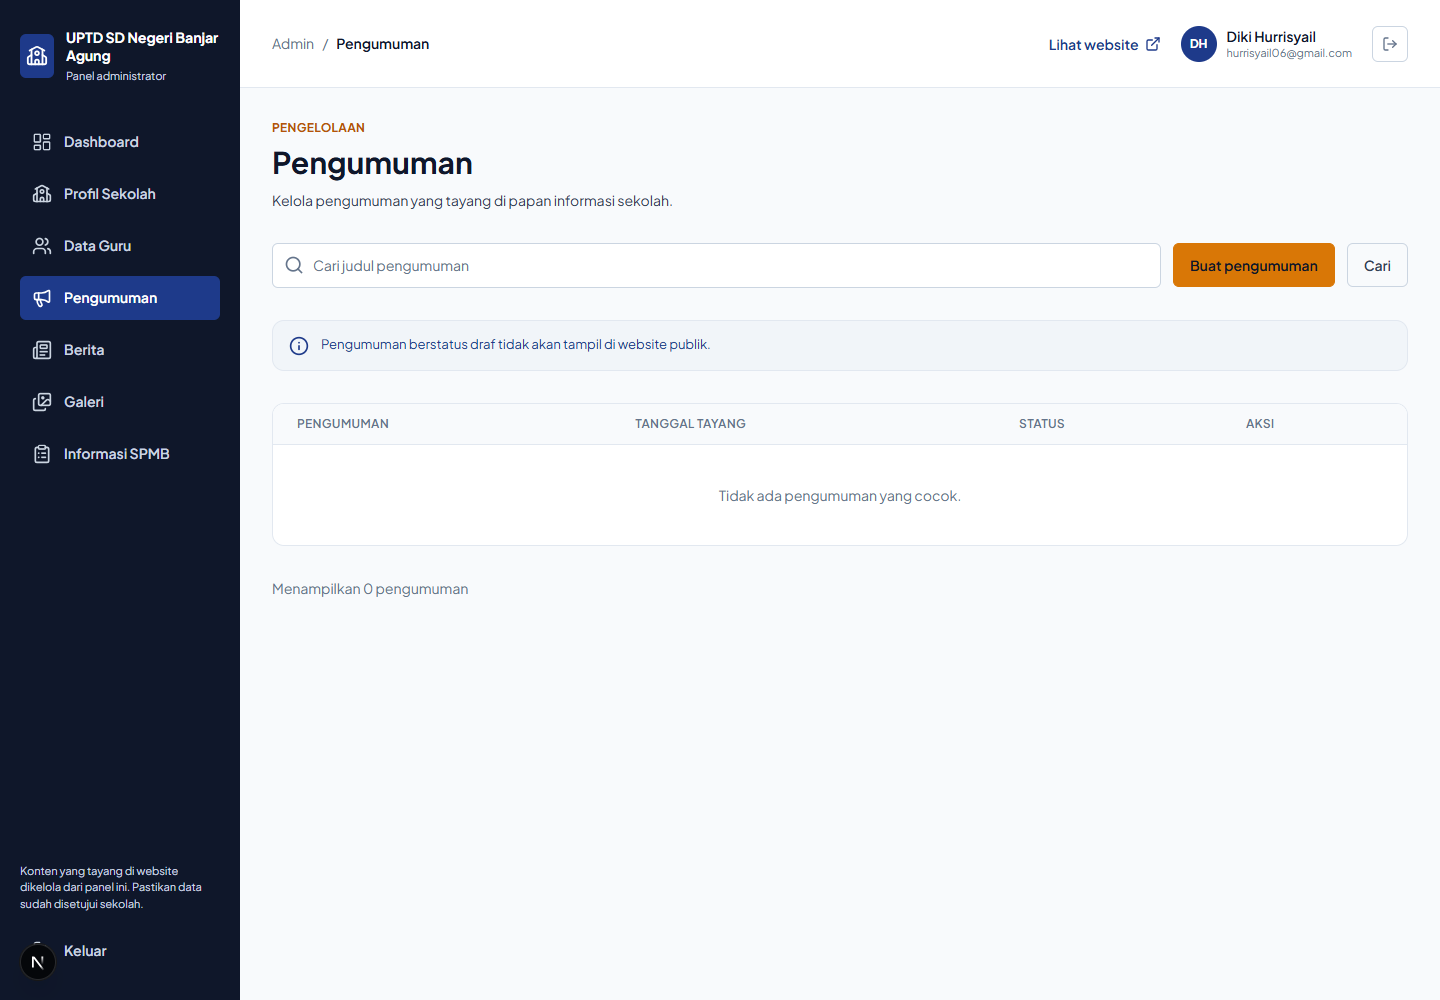 UPTD SD Negeri Banjar
Agung
Panel administrator
Dashboard
Profil Sekolah
Data Guru
Pengumuman
Berita
Galeri
Informasi SPMB
Konten yang tayang di website
dikelola dari panel ini. Pastikan data
sudah disetujui sekolah.
Keluar
N
Admin / Pengumuman
Lihat website
DH
Diki Hurrisyail
hurrisyail06@gmail.com
PENGELOLAAN
Pengumuman
Kelola pengumuman yang tayang di papan informasi sekolah.
Cari judul pengumuman
Buat pengumuman
Cari
Pengumuman berstatus draf tidak akan tampil di website publik.
PENGUMUMAN TANGGAL TAYANG STATUS AKSI
Tidak ada pengumuman yang cocok.
Menampilkan 0 pengumuman